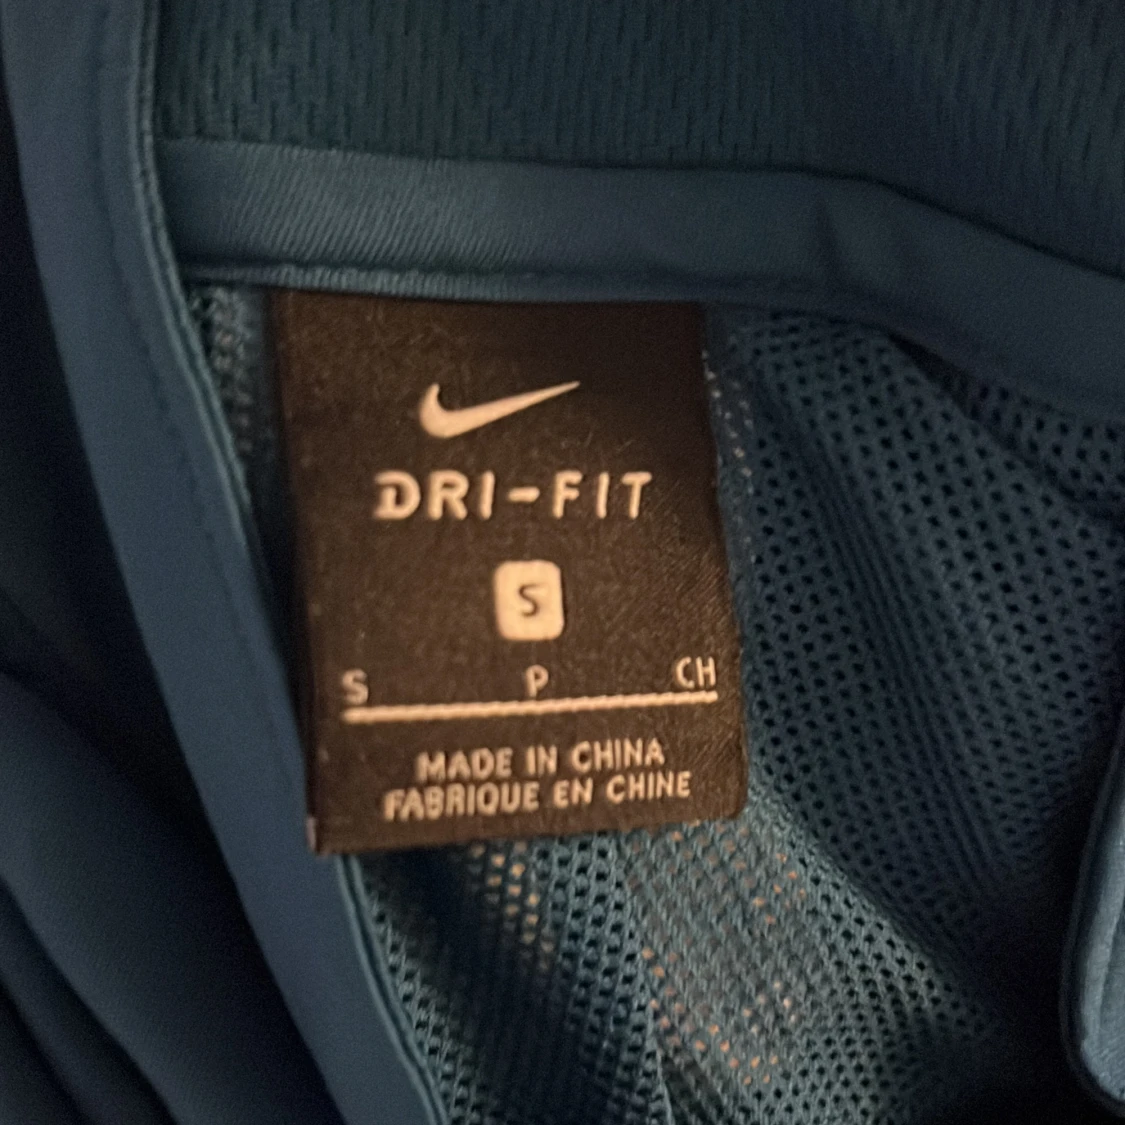 DRI-FIT
S
S P CH
MADE IN CHINA
FABRIQUE EN CHINE